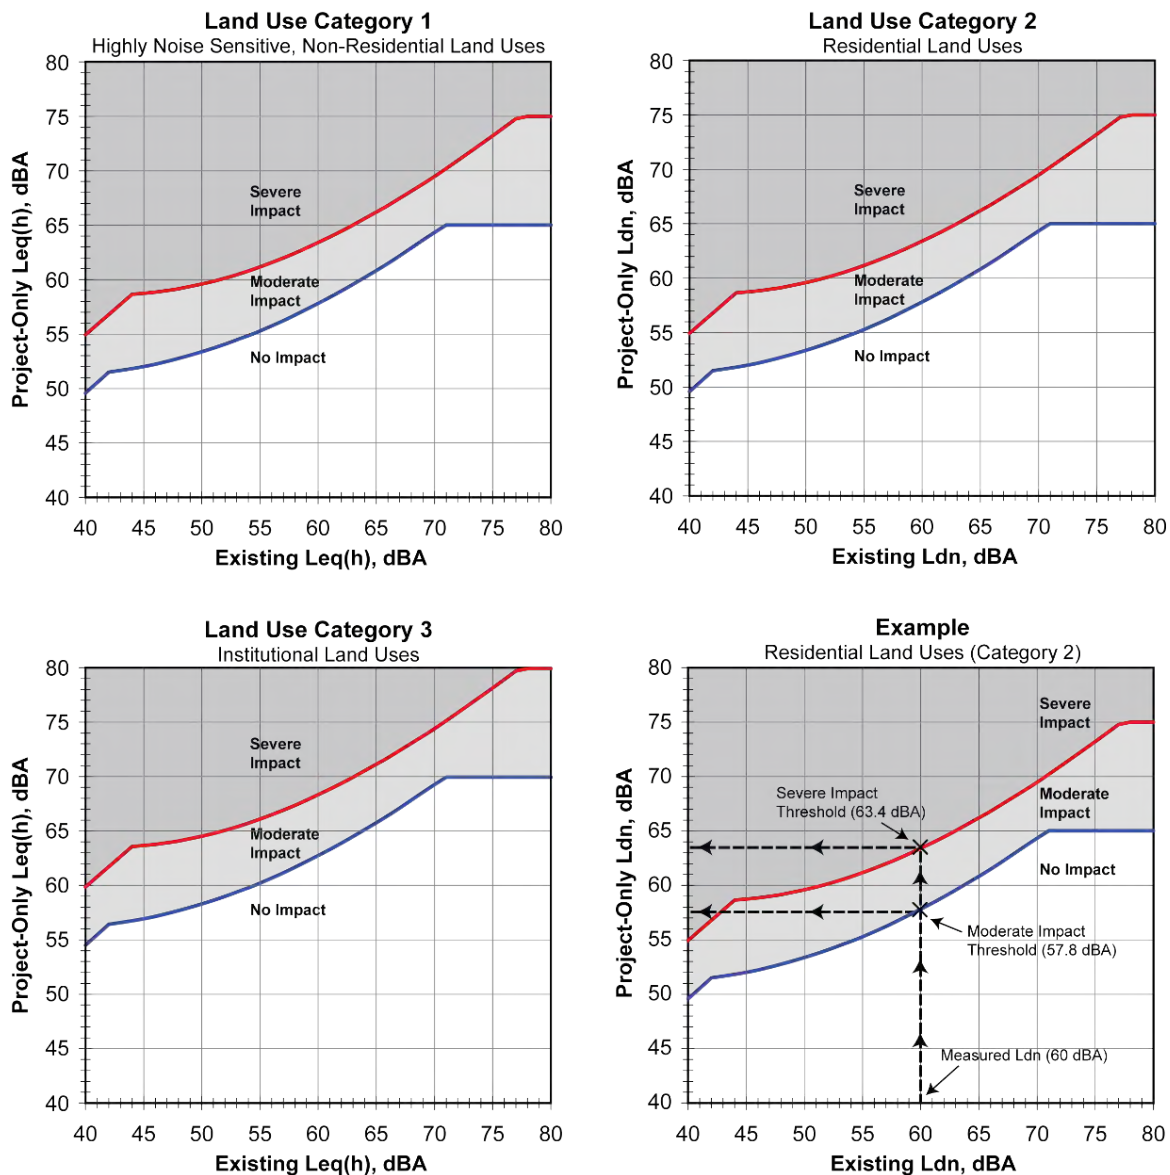 Land Use Category 1
Highly Noise Sensitive, Non-Residential Land Uses
80
75
70
65
60
55
50
45
40
Project-Only Leq(h), dBA
Severe
Impact
Moderate
Impact
No Impact
40 45 50 55 60 65 70 75 80
Existing Leq(h), dBA
Land Use Category 2
Residential Land Uses
80
75
70
65
60
55
50
45
40
Project-Only Ldn, dBA
Severe
Impact
Moderate
Impact
No Impact
40 45 50 55 60 65 70 75 80
Existing Ldn, dBA
Land Use Category 3
Institutional Land Uses
80
75
70
65
60
55
50
45
40
Project-Only Leq(h), dBA
Severe
Impact
Moderate
Impact
No Impact
40 45 50 55 60 65 70 75 80
Existing Leq(h), dBA
Example
Residential Land Uses (Category 2)
80
75
70
65
60
55
50
45
40
Project-Only Ldn, dBA
Severe
Impact
Severe Impact
Threshold (63.4 dBA)
Moderate
Impact
No Impact
Moderate Impact
Threshold (57.8 dBA)
Measured Ldn (60 dBA)
40 45 50 55 60 65 70 75 80
Existing Ldn, dBA